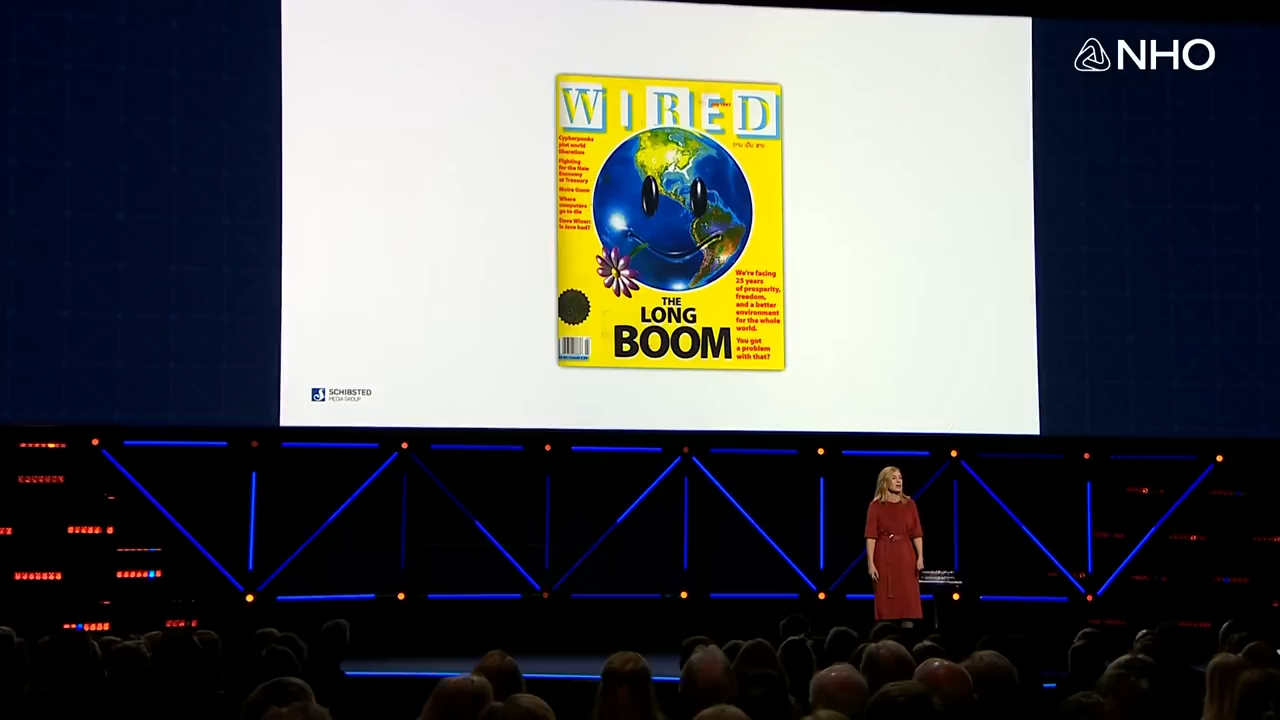 NHO
WIRED
July 1997
Cypherpunks
plot world
liberation
Fighting
for the New
Economy
at Treasury
Moira Gunn
Where
computers
go to die
Dave Winer:
Is Java bad?
THE
LONG
BOOM
We're facing
25 years
of prosperity,
freedom,
and a better
environment
for the whole
world.
You got
a problem
with that?
SCHIBSTED
MEDIA GROUP